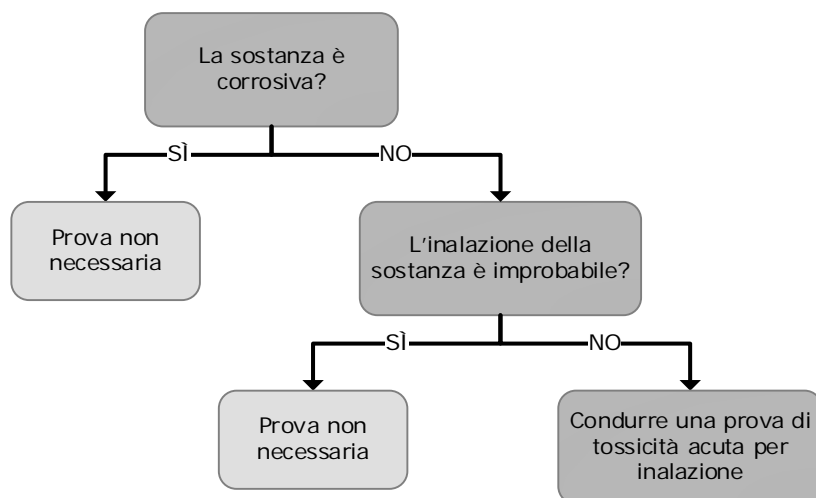 La sostanza è
corrosiva?
SÌ
NO
Prova non
necessaria
L'inalazione della
sostanza è improbabile?
SÌ
NO
Prova non
necessaria
Condurre una prova di
tossicità acuta per
inalazione